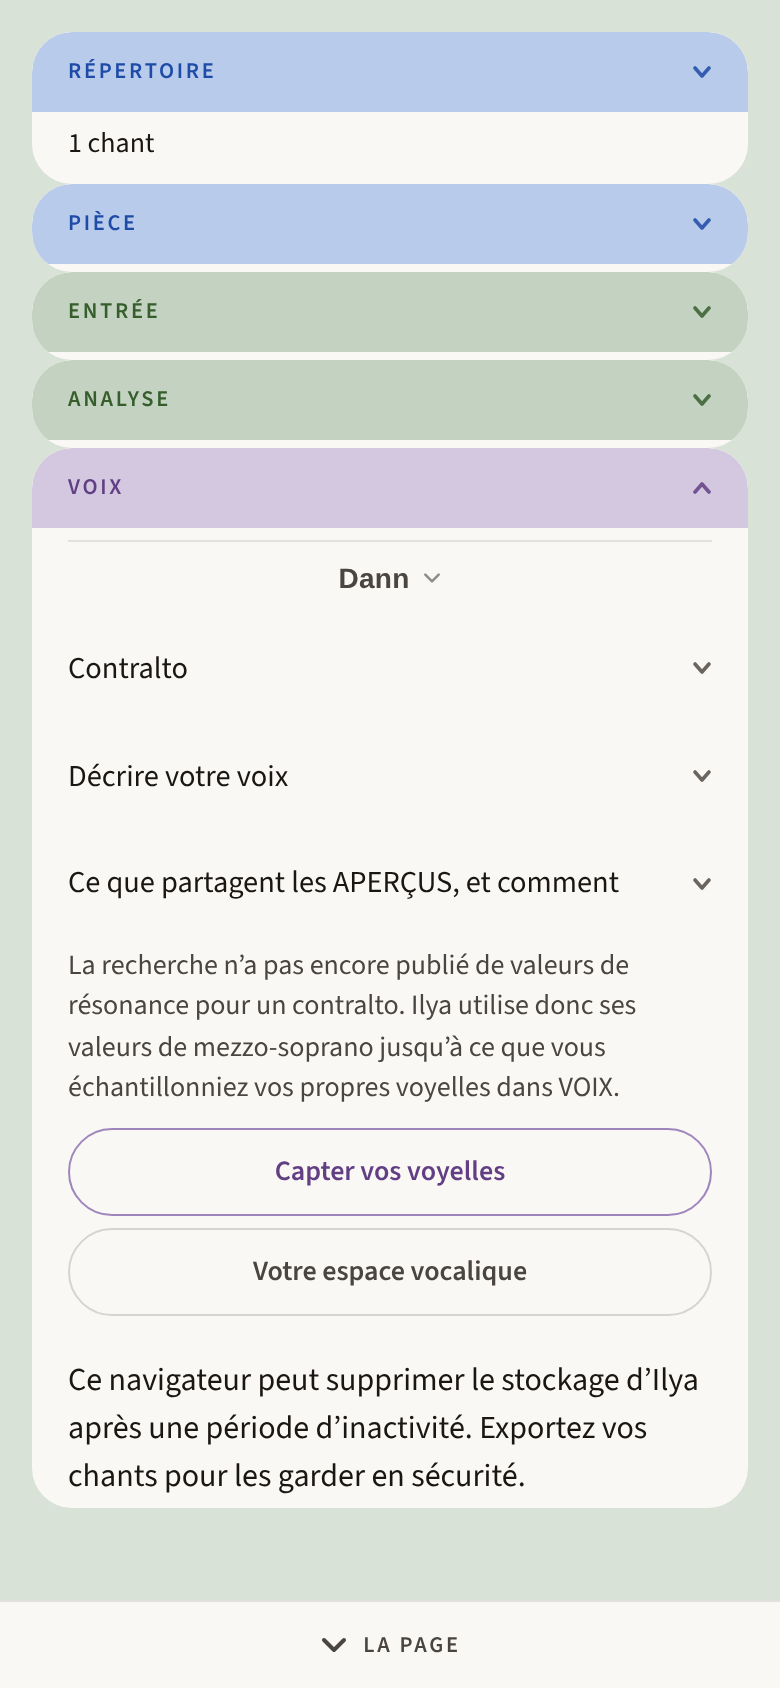 RÉPERTOIRE
1 chant
PIÈCE
ENTRÉE
ANALYSE
VOIX
Dann
Contralto
Décrire votre voix
Ce que partagent les APERÇUS, et comment
La recherche n’a pas encore publié de valeurs de
résonance pour un contralto. Ilya utilise donc ses
valeurs de mezzo-soprano jusqu’à ce que vous
échantillonniez vos propres voyelles dans VOIX.
Capter vos voyelles
Votre espace vocalique
Ce navigateur peut supprimer le stockage d’Ilya
après une période d’inactivité. Exportez vos
chants pour les garder en sécurité.
LA PAGE